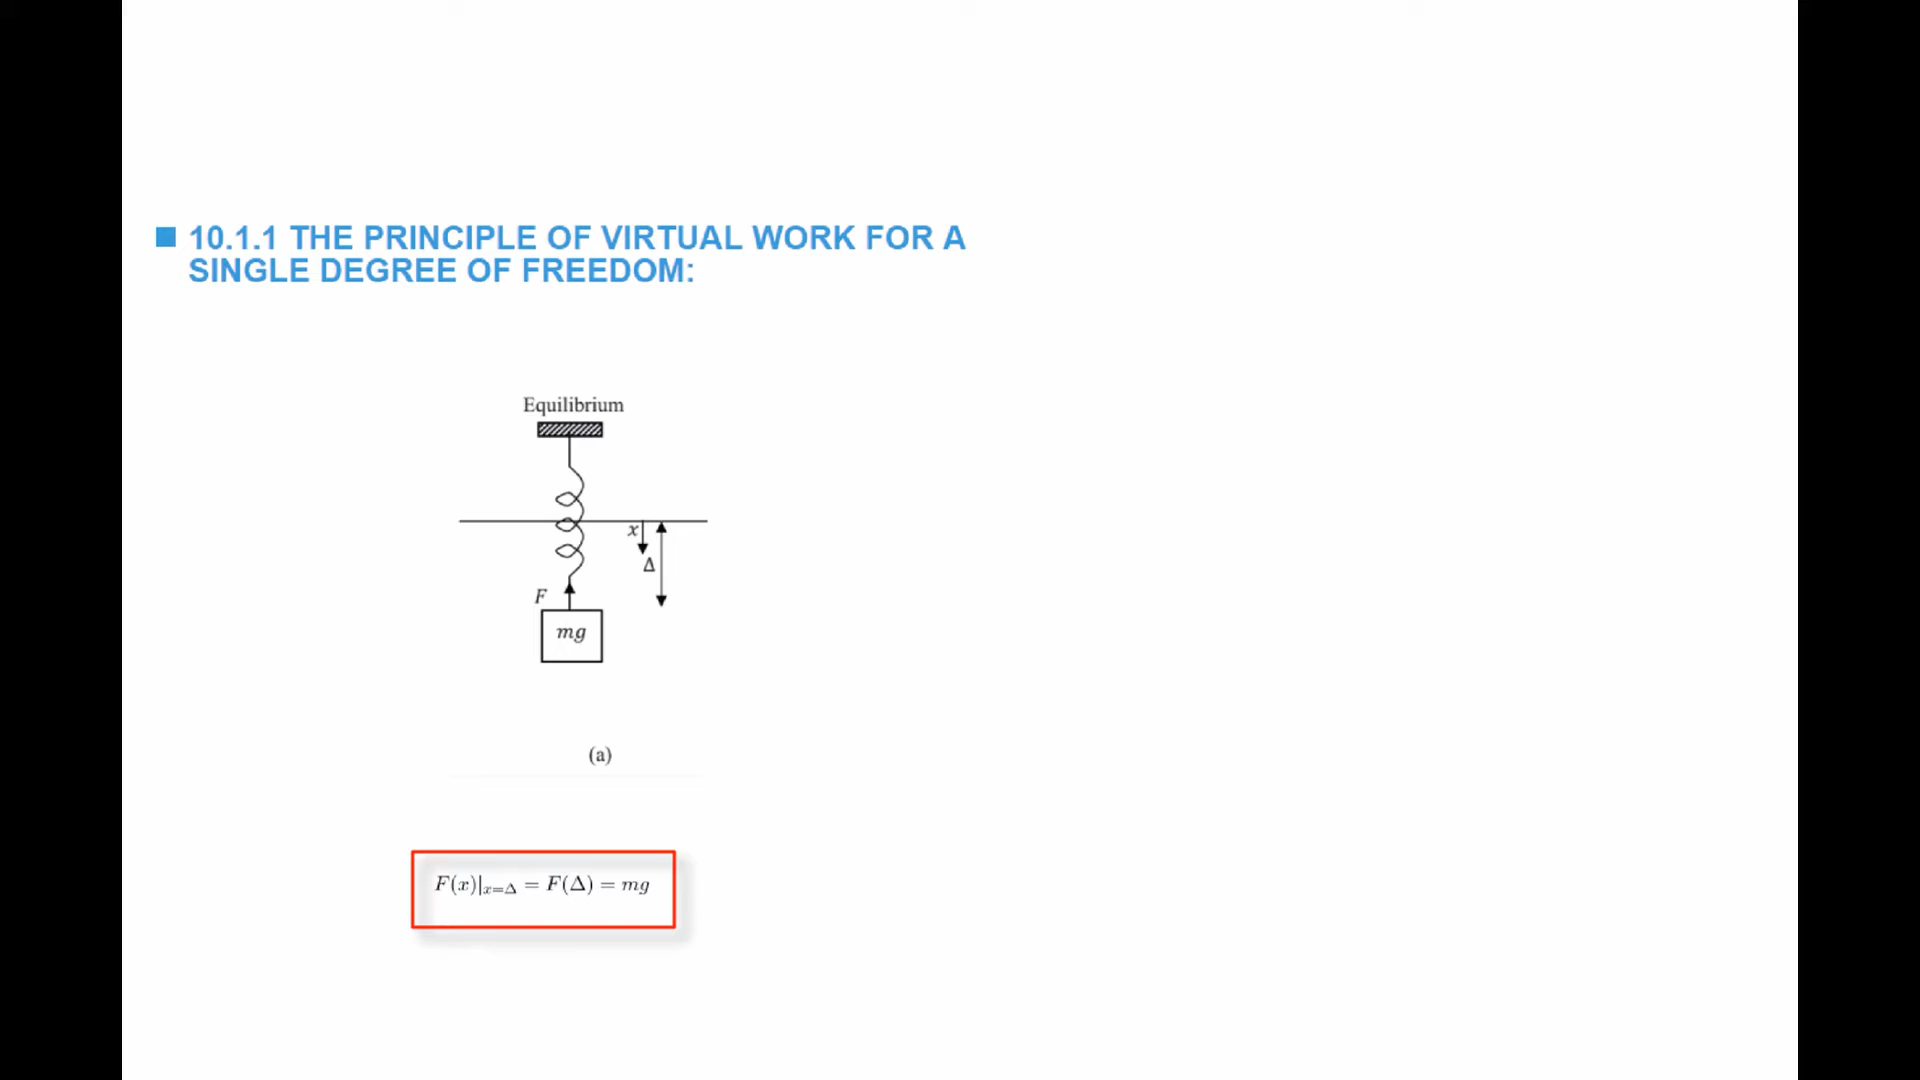 10.1.1 THE PRINCIPLE OF VIRTUAL WORK FOR A
SINGLE DEGREE OF FREEDOM:
Equilibrium
x
Δ
F
mg
(a)
F(x)|x=Δ = F(Δ) = mg